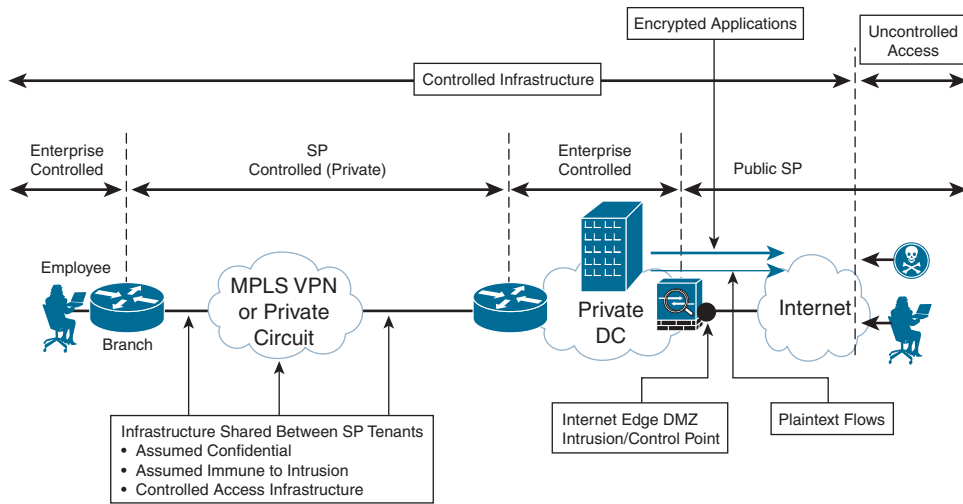 Encrypted Applications
Uncontrolled
Access
Controlled Infrastructure
Enterprise
Controlled
SP
Controlled (Private)
Enterprise
Controlled
Public SP
Employee
Branch
MPLS VPN
or Private
Circuit
Private
DC
Internet
Infrastructure Shared Between SP Tenants
• Assumed Confidential
• Assumed Immune to Intrusion
• Controlled Access Infrastructure
Internet Edge DMZ
Intrusion/Control Point
Plaintext Flows